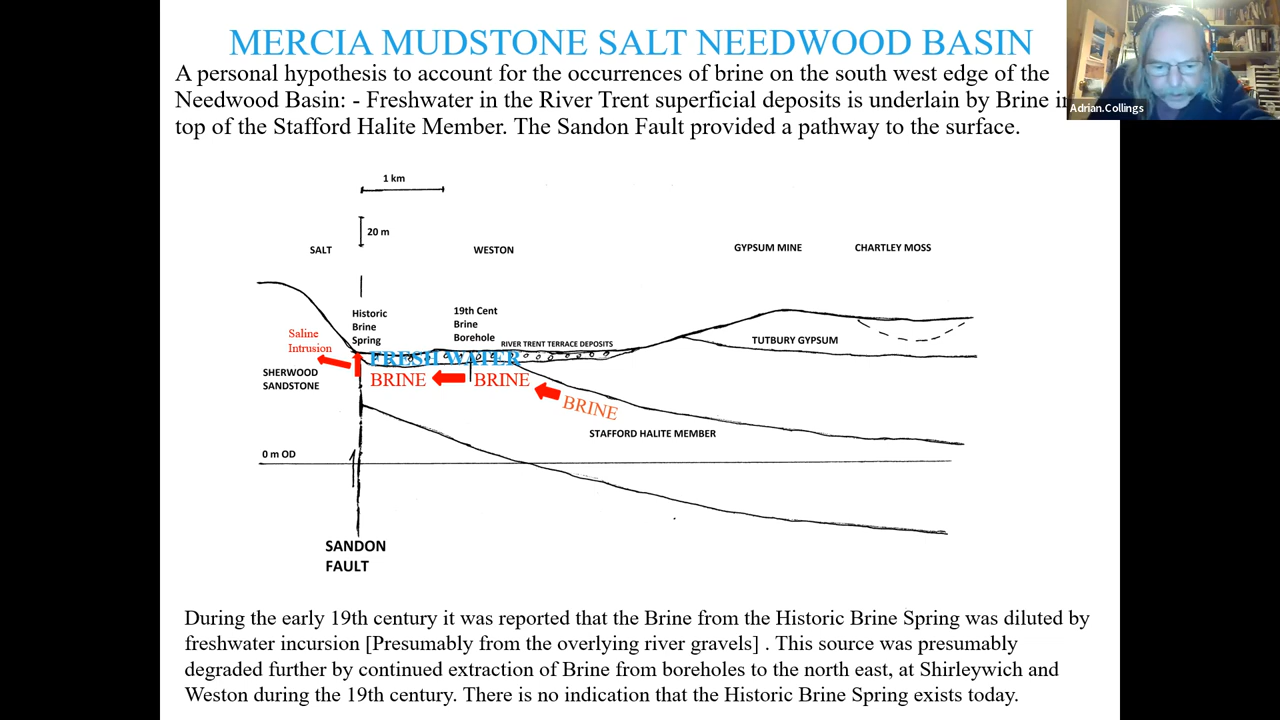 MERCIA MUDSTONE SALT NEEDWOOD BASIN
A personal hypothesis to account for the occurrences of brine on the south west edge of the
Needwood Basin: - Freshwater in the River Trent superficial deposits is underlain by Brine
top of the Stafford Halite Member. The Sandon Fault provided a pathway to the surface.
Adrian.Collings
1 km
20 m
SALT
WESTON
GYPSUM MINE
CHARTLEY MOSS
Historic
Brine
Spring
19th Cent
Brine
Borehole
RIVER TRENT TERRACE DEPOSITS
Saline
Intrusion
TUTBURY GYPSUM
FRESH WATER
SHERWOOD
SANDSTONE
BRINE
BRINE
BRINE
STAFFORD HALITE MEMBER
0 m OD
SANDON
FAULT
During the early 19th century it was reported that the Brine from the Historic Brine Spring was diluted by
freshwater incursion [Presumably from the overlying river gravels] . This source was presumably
degraded further by continued extraction of Brine from boreholes to the north east, at Shirleywich and
Weston during the 19th century. There is no indication that the Historic Brine Spring exists today.